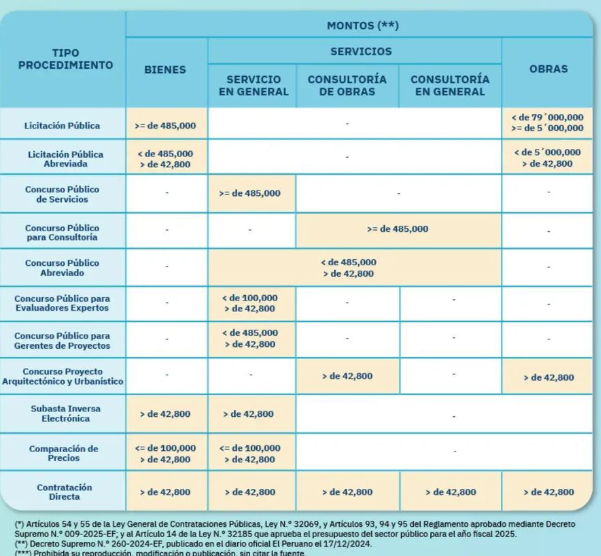 MONTOS (**)
TIPO PROCEDIMIENTO
BIENES
SERVICIOS
OBRAS
SERVICIO EN GENERAL
CONSULTORÍA DE OBRAS
CONSULTORÍA EN GENERAL
Licitación Pública
>= de 485,000
-
< de 79´000,000
>= de 5´000,000
Licitación Pública
Abreviada
< de 485,000
> de 42,800
-
< de 5´000,000
> de 42,800
Concurso Público
de Servicios
-
>= de 485,000
-
-
Concurso Público
para Consultoría
-
-
>= de 485,000
-
Concurso Público
Abreviado
-
< de 485,000
> de 42,800
-
Concurso Público para
Evaluadores Expertos
-
< de 100,000
> de 42,800
-
-
-
Concurso Público para
Gerentes de Proyectos
-
< de 485,000
> de 42,800
-
-
-
Concurso Proyecto
Arquitectónico y Urbanístico
-
-
> de 42,800
-
> de 42,800
Subasta Inversa
Electrónica
> de 42,800
> de 42,800
-
Comparación de
Precios
<= de 100,000
> de 42,800
<= de 100,000
> de 42,800
-
Contratación
Directa
> de 42,800
> de 42,800
> de 42,800
> de 42,800
> de 42,800
(*) Artículos 54 y 55 de la Ley General de Contrataciones Públicas, Ley N.° 32069, y Artículos 93, 94 y 95 del Reglamento aprobado mediante Decreto
Supremo N.° 009-2025-EF; y al Artículo 14 de la Ley N.° 32185 que aprueba el presupuesto del sector público para el año fiscal 2025.
(**) Decreto Supremo N.° 260-2024-EF, publicado en el diario oficial El Peruano el 17/12/2024.
(***) Prohibida su reproducción, modificación o publicación, sin citar la fuente.